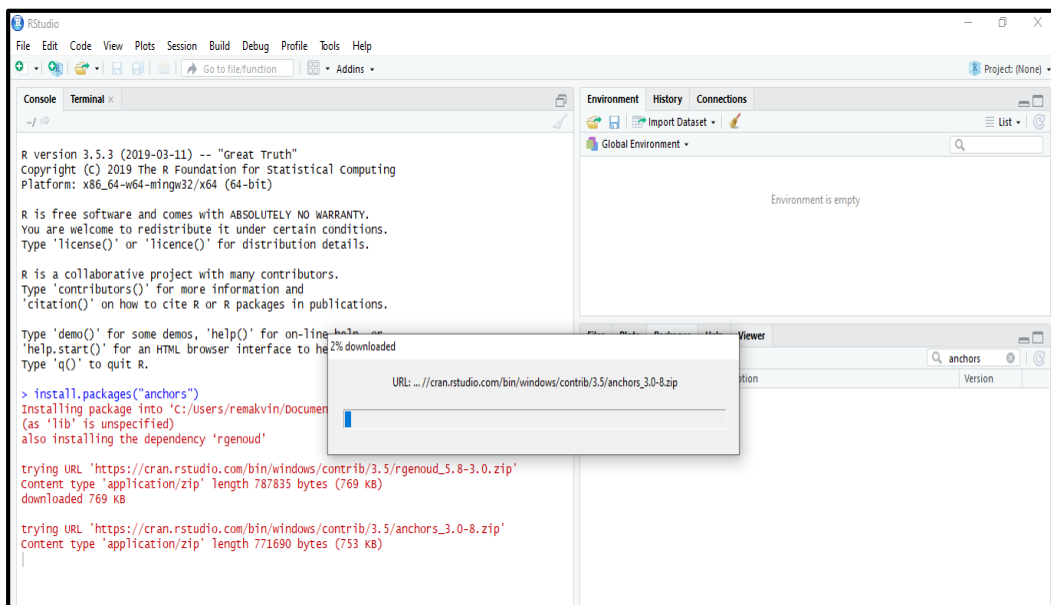 RStudio
File Edit Code View Plots Session Build Debug Profile Tools Help
Go to file/function Addins Project: (None)
Console Terminal
~/
R version 3.5.3 (2019-03-11) -- "Great Truth"
Copyright (C) 2019 The R Foundation for Statistical Computing
Platform: x86_64-w64-mingw32/x64 (64-bit)
R is free software and comes with ABSOLUTELY NO WARRANTY.
You are welcome to redistribute it under certain conditions.
Type 'license()' or 'licence()' for distribution details.
R is a collaborative project with many contributors.
Type 'contributors()' for more information and
'citation()' on how to cite R or R packages in publications.
Type 'demo()' for some demos, 'help()' for on-line help, or
'help.start()' for an HTML browser interface to he
Type 'q()' to quit R.
> install.packages("anchors")
Installing package into ‘C:/Users/remakvin/Documen
(as ‘lib’ is unspecified)
also installing the dependency ‘rgenoud’
trying URL 'https://cran.rstudio.com/bin/windows/contrib/3.5/rgenoud_5.8-3.0.zip'
Content type 'application/zip' length 787835 bytes (769 KB)
downloaded 769 KB
trying URL 'https://cran.rstudio.com/bin/windows/contrib/3.5/anchors_3.0-8.zip'
Content type 'application/zip' length 771690 bytes (753 KB)
2% downloaded
URL: ... //cran.rstudio.com/bin/windows/contrib/3.5/anchors_3.0-8.zip
Environment History Connections
Import Dataset List
Global Environment
Environment is empty
Files Plots Packages Help Viewer
anchors
ption Version